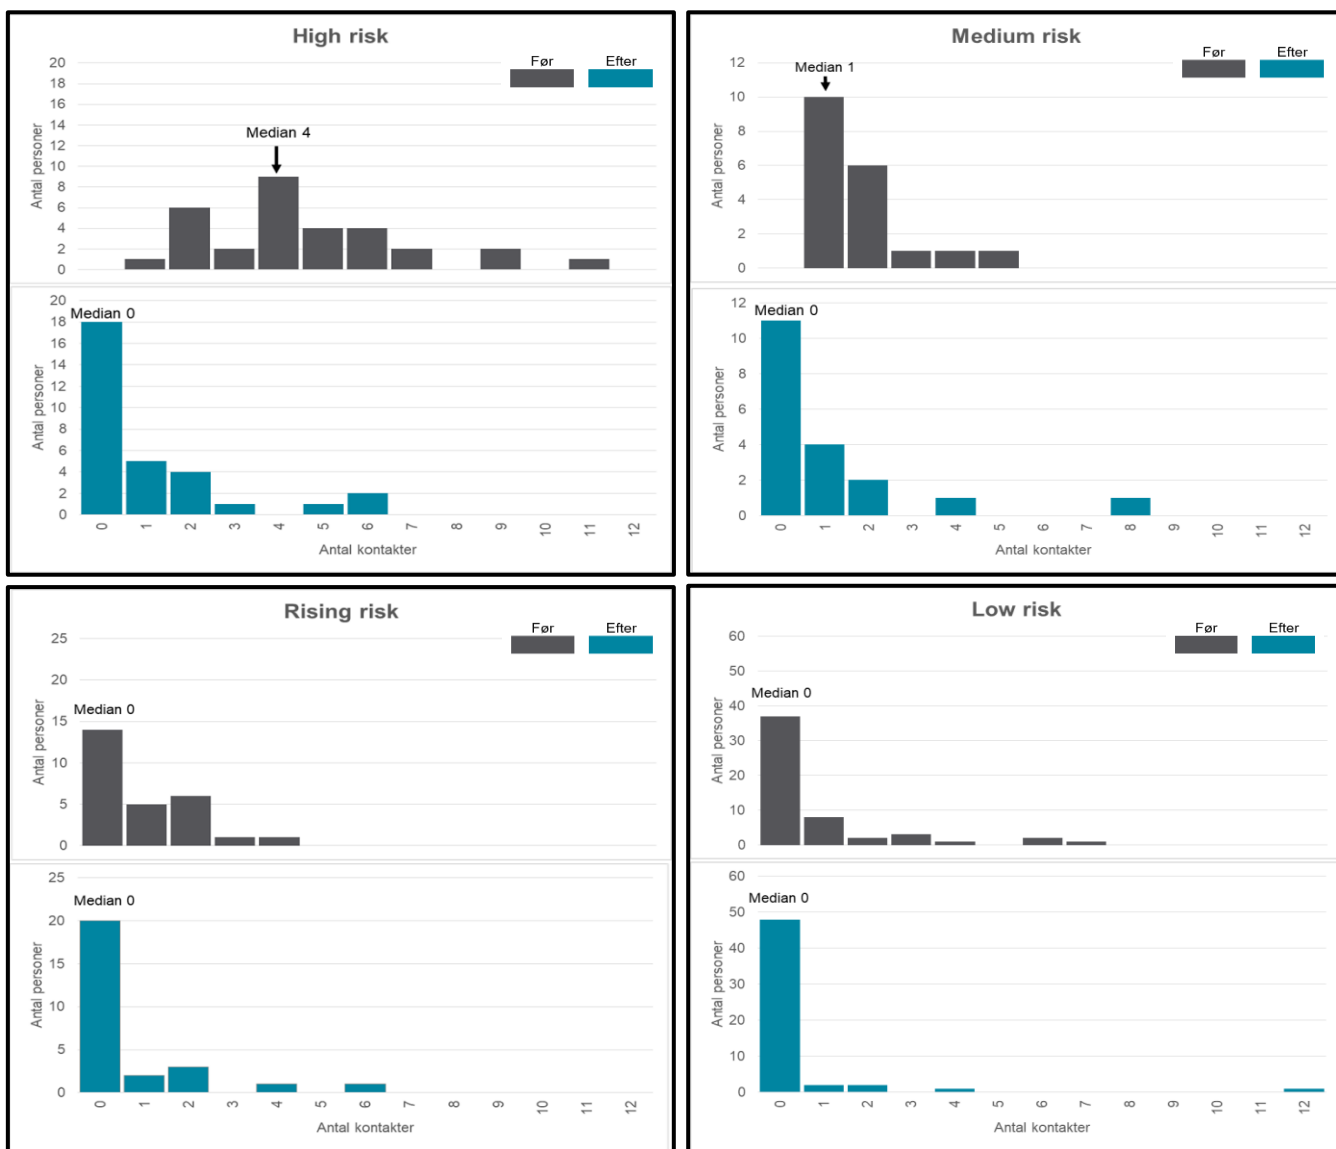 High risk
Før Efter
20
18
16
14
12
10
8
6
4
2
0
Antal personer
Median 4
20
18
16
14
12
10
8
6
4
2
0
Antal personer
Median 0
0 1 2 3 4 5 6 7 8 9 10 11 12
Antal kontakter
Medium risk
Før Efter
12
10
8
6
4
2
0
Antal personer
Median 1
12
10
8
6
4
2
0
Antal personer
Median 0
0 1 2 3 4 5 6 7 8 9 10 11 12
Antal kontakter
Rising risk
Før Efter
25
20
15
10
5
0
Antal personer
Median 0
25
20
15
10
5
0
Antal personer
Median 0
0 1 2 3 4 5 6 7 8 9 10 11 12
Antal kontakter
Low risk
Før Efter
60
50
40
30
20
10
0
Antal personer
Median 0
60
50
40
30
20
10
0
Antal personer
Median 0
0 1 2 3 4 5 6 7 8 9 10 11 12
Antal kontakter